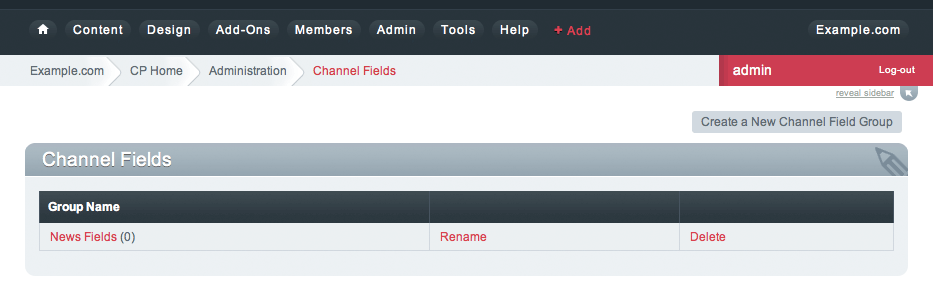 Content Design Add-Ons Members Admin Tools Help + Add Example.com
Example.com CP Home Administration Channel Fields admin Log-out
reveal sidebar
Create a New Channel Field Group
Channel Fields
Group Name
News Fields (0) Rename Delete